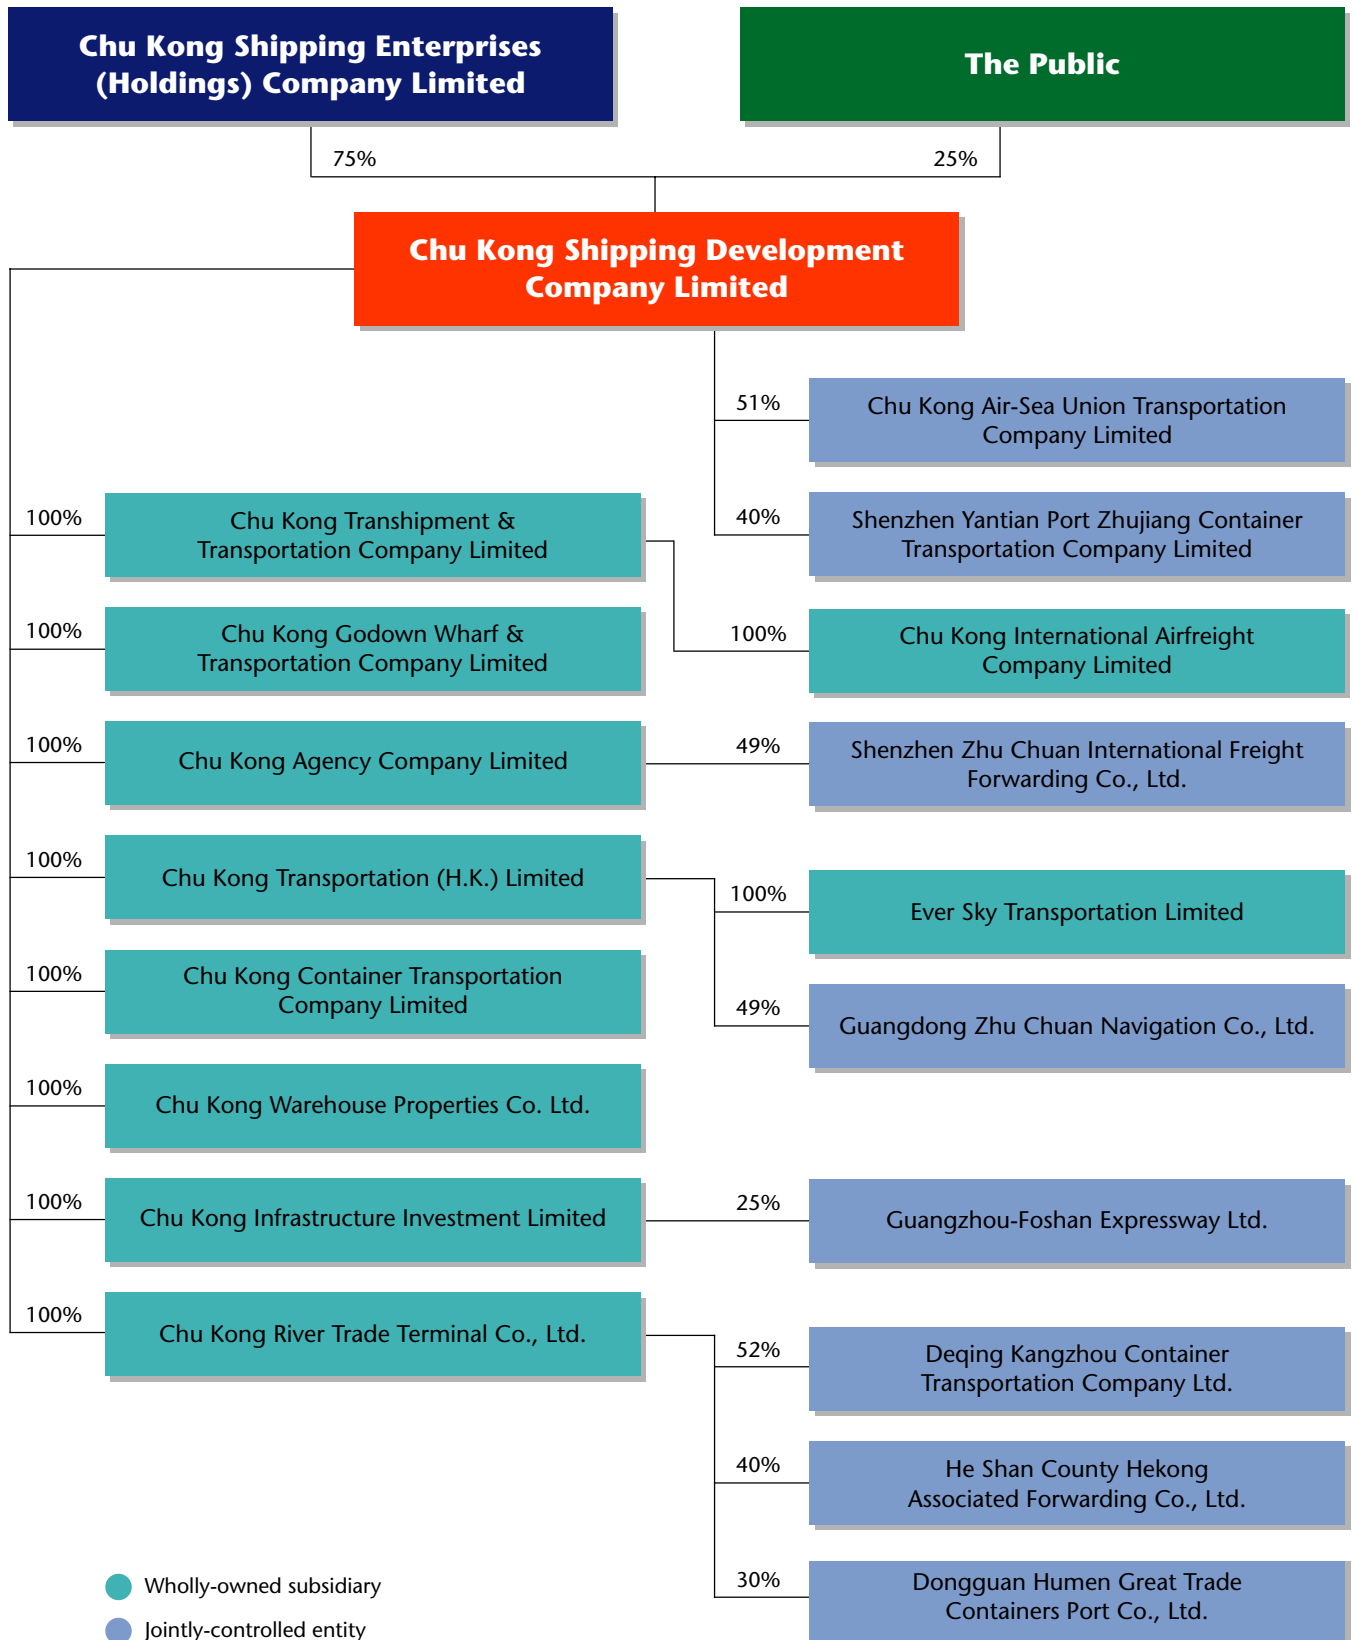 Chu Kong Shipping Enterprises
(Holdings) Company Limited
The Public
75%
25%
Chu Kong Shipping Development
Company Limited
51%
Chu Kong Air-Sea Union Transportation
Company Limited
40%
Shenzhen Yantian Port Zhujiang Container
Transportation Company Limited
100%
Chu Kong Transhipment &
Transportation Company Limited
100%
Chu Kong International Airfreight
Company Limited
100%
Chu Kong Godown Wharf &
Transportation Company Limited
100%
Chu Kong Agency Company Limited
49%
Shenzhen Zhu Chuan International Freight
Forwarding Co., Ltd.
100%
Chu Kong Transportation (H.K.) Limited
100%
Ever Sky Transportation Limited
49%
Guangdong Zhu Chuan Navigation Co., Ltd.
100%
Chu Kong Container Transportation
Company Limited
100%
Chu Kong Warehouse Properties Co. Ltd.
100%
Chu Kong Infrastructure Investment Limited
25%
Guangzhou-Foshan Expressway Ltd.
100%
Chu Kong River Trade Terminal Co., Ltd.
52%
Deqing Kangzhou Container
Transportation Company Ltd.
40%
He Shan County Hekong
Associated Forwarding Co., Ltd.
30%
Dongguan Humen Great Trade
Containers Port Co., Ltd.
Wholly-owned subsidiary
Jointly-controlled entity